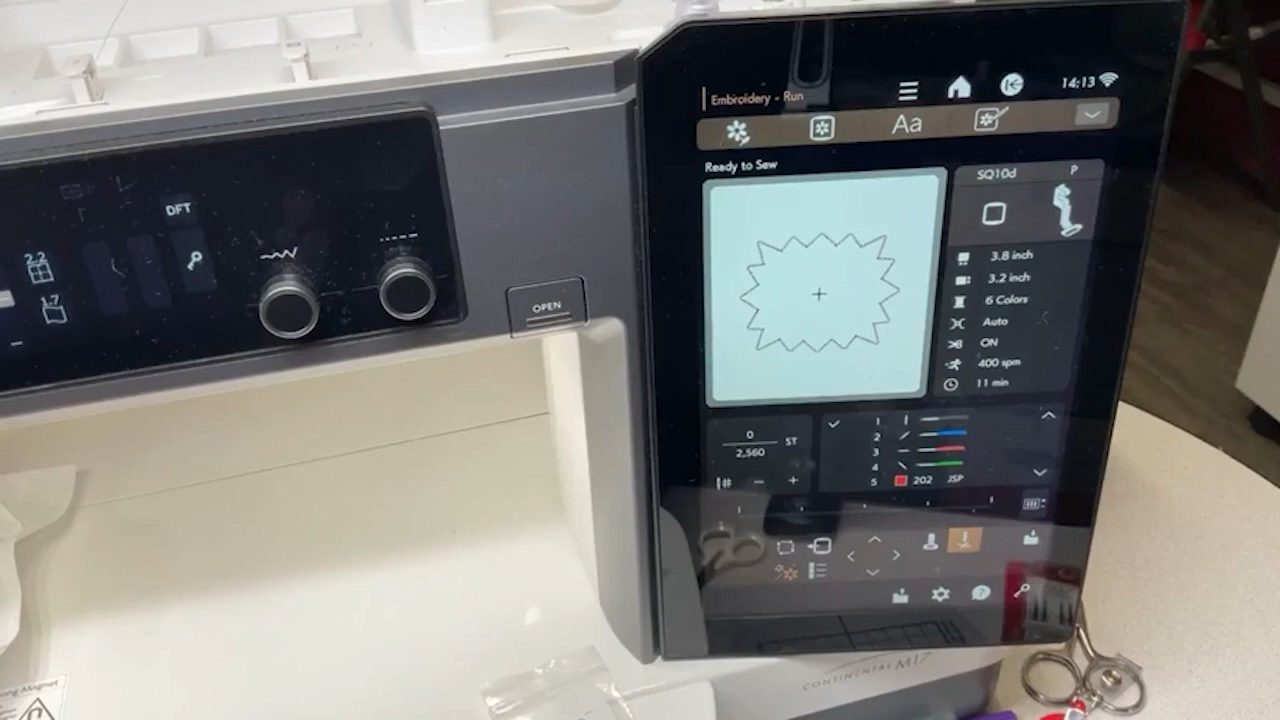 14:13
Embroidery - Run
Aa
Ready to Sew
SQ10d P
DFT
3.8 inch
2.2
3.2 inch
1.7
6 Colors
OPEN
Auto
ON
400 spm
11 min
0 ST
2,560
1
2
3
4
5 202 JSP
CONTINENTAL M17
ong Magnet